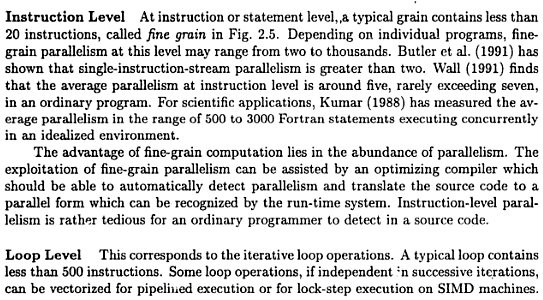 Instruction Level At instruction or statement level,,a typical grain contains less than
20 instructions, called fine grain in Fig. 2.5. Depending on individual programs, fine-
grain parallelism at this level may range from two to thousands. Butler et al. (1991) has
shown that single-instruction-stream parallelism is greater than two. Wall (1991) finds
that the average parallelism at instruction level is around five, rarely exceeding seven,
in an ordinary program. For scientific applications, Kumar (1988) has measured the av-
erage parallelism in the range of 500 to 3000 Fortran statements executing concurrently
in an idealized environment.
The advantage of fine-grain computation lies in the abundance of parallelism. The
exploitation of fine-grain parallelism can be assisted by an optimizing compiler which
should be able to automatically detect parallelism and translate the source code to a
parallel form which can be recognized by the run-time system. Instruction-level paral-
lelism is rather tedious for an ordinary programmer to detect in a source code.
Loop Level This corresponds to the iterative loop operations. A typical loop contains
less than 500 instructions. Some loop operations, if independent in successive iterations,
can be vectorized for pipelined execution or for lock-step execution on SIMD machines.